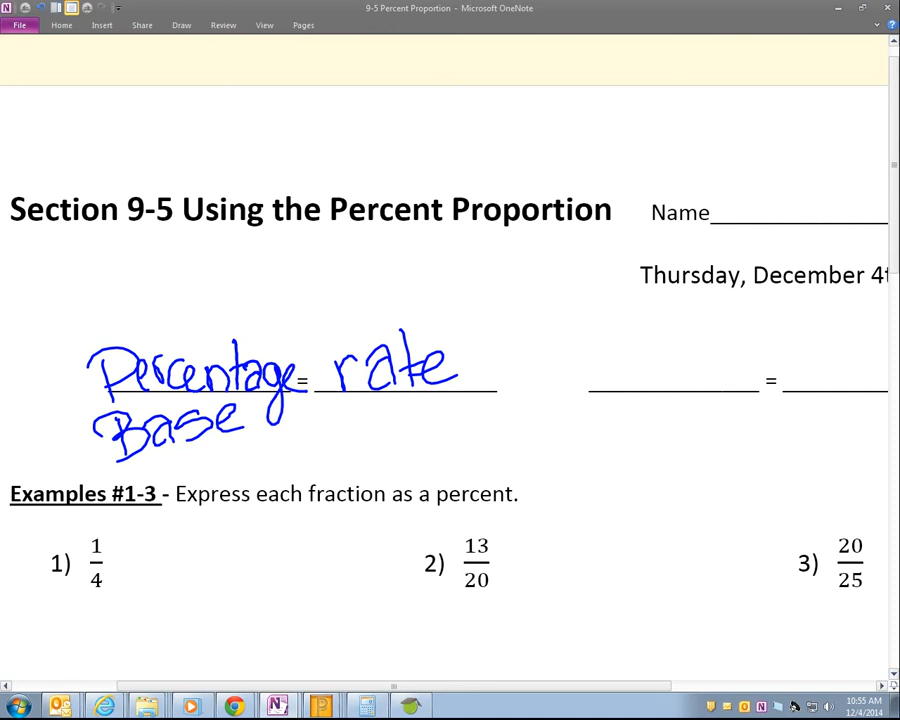 9-5 Percent Proportion - Microsoft OneNote
File Home Insert Share Draw Review View Pages
Section 9-5 Using the Percent Proportion Name
Thursday, December 4t
Percentage = rate =
Base
Examples #1-3 - Express each fraction as a percent.
1) 1/4 2) 13/20 3) 20/25
10:55 AM
12/4/2014